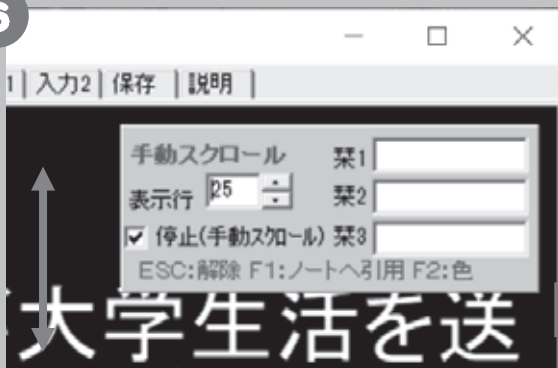 S
1 | 入力2 | 保存 | 説明 |
手動スクロール 栞1
表示行 25 栞2
停止(手動スクロール) 栞3
ESC:解除 F1:ノートへ引用 F2:色
大学生活を送